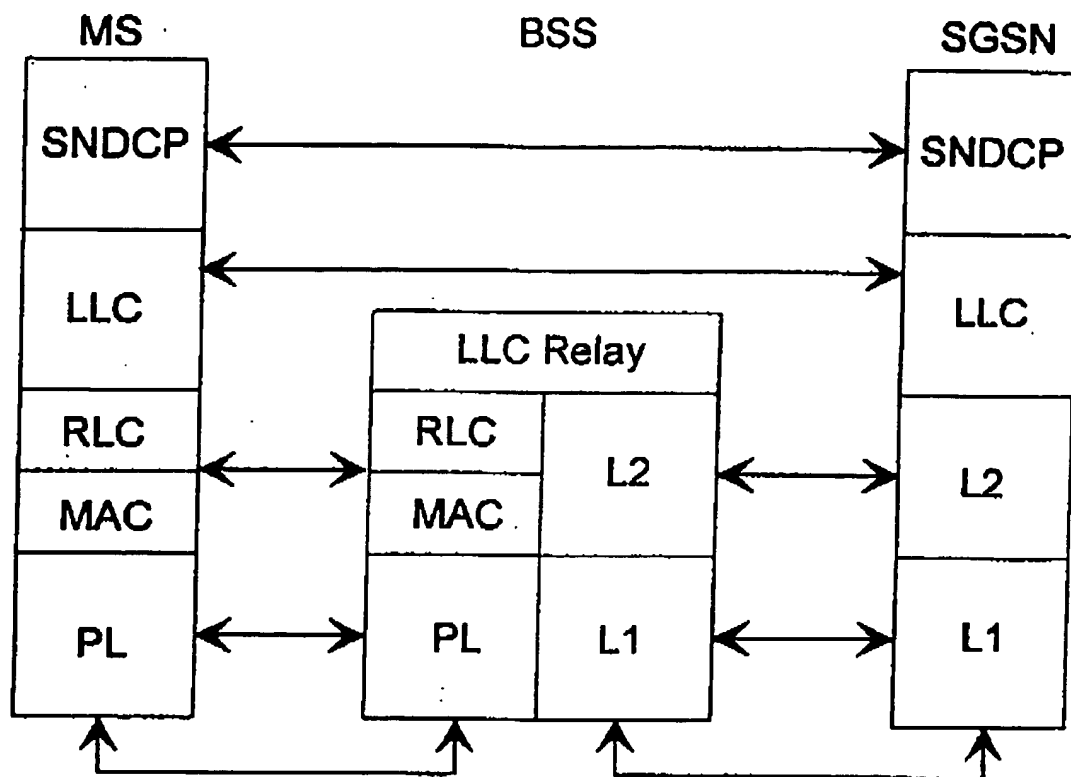 MS
BSS
SGSN
SNDCP
SNDCP
LLC
LLC
LLC Relay
RLC
RLC
L2
L2
MAC
MAC
PL
PL
L1
L1